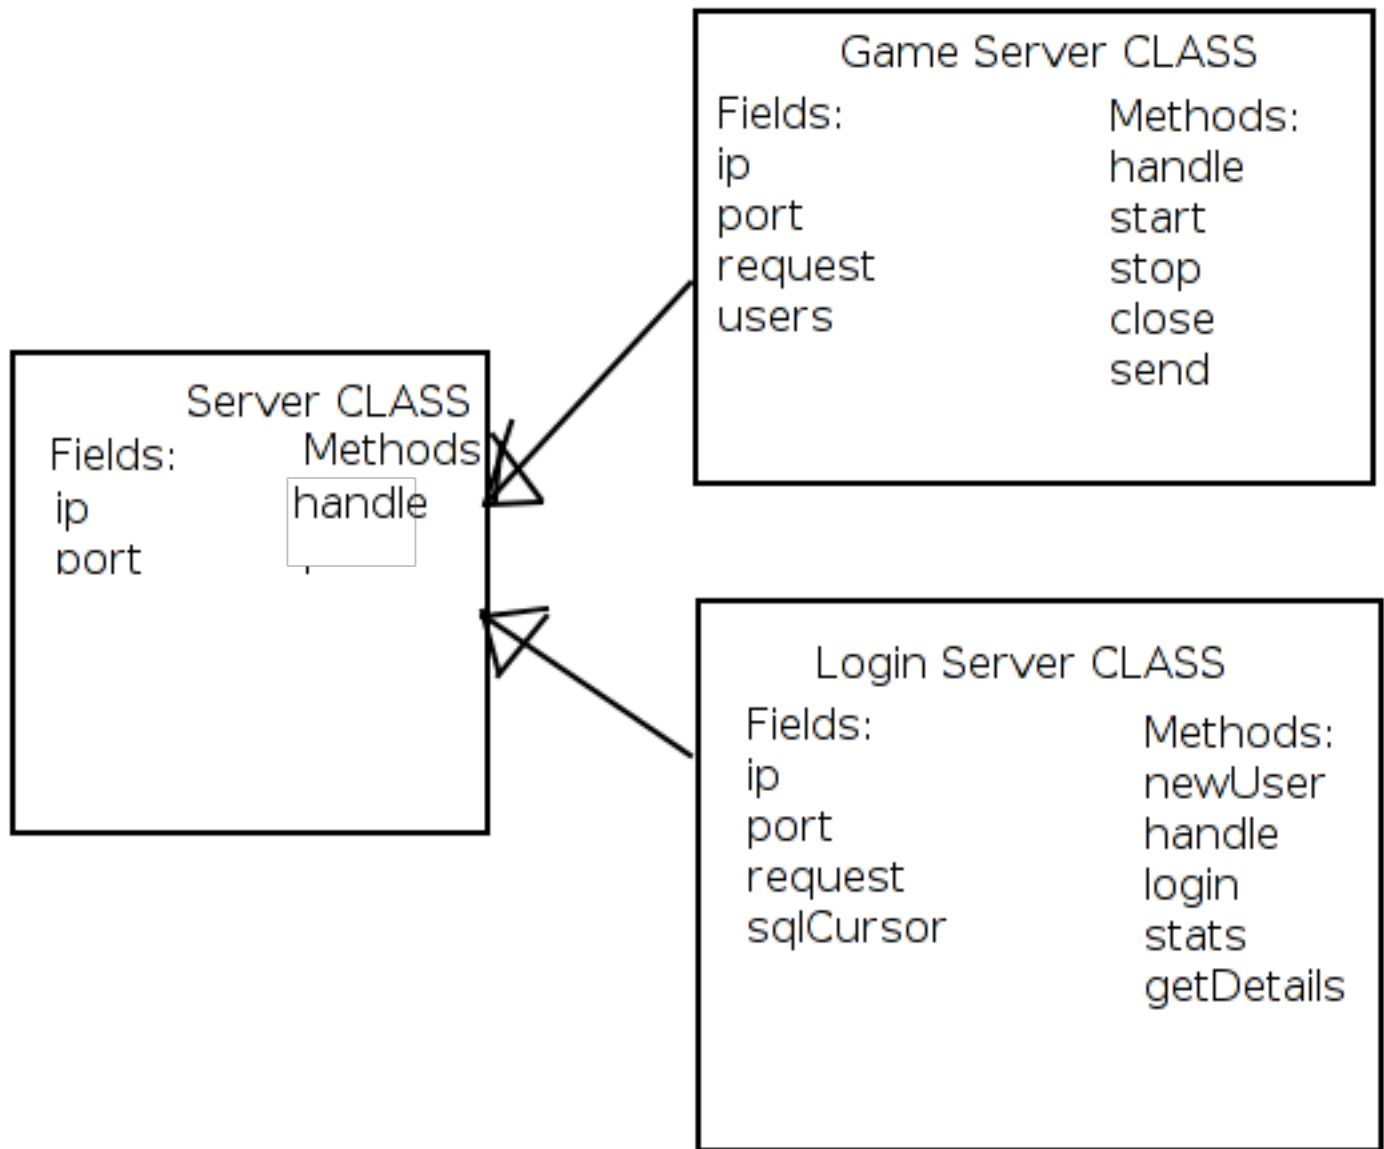 Game Server CLASS
Fields:
ip
port
request
users
Methods:
handle
start
stop
close
send
Server CLASS
Fields:
ip
port
Methods
handle
Login Server CLASS
Fields:
ip
port
request
sqlCursor
Methods:
newUser
handle
login
stats
getDetails